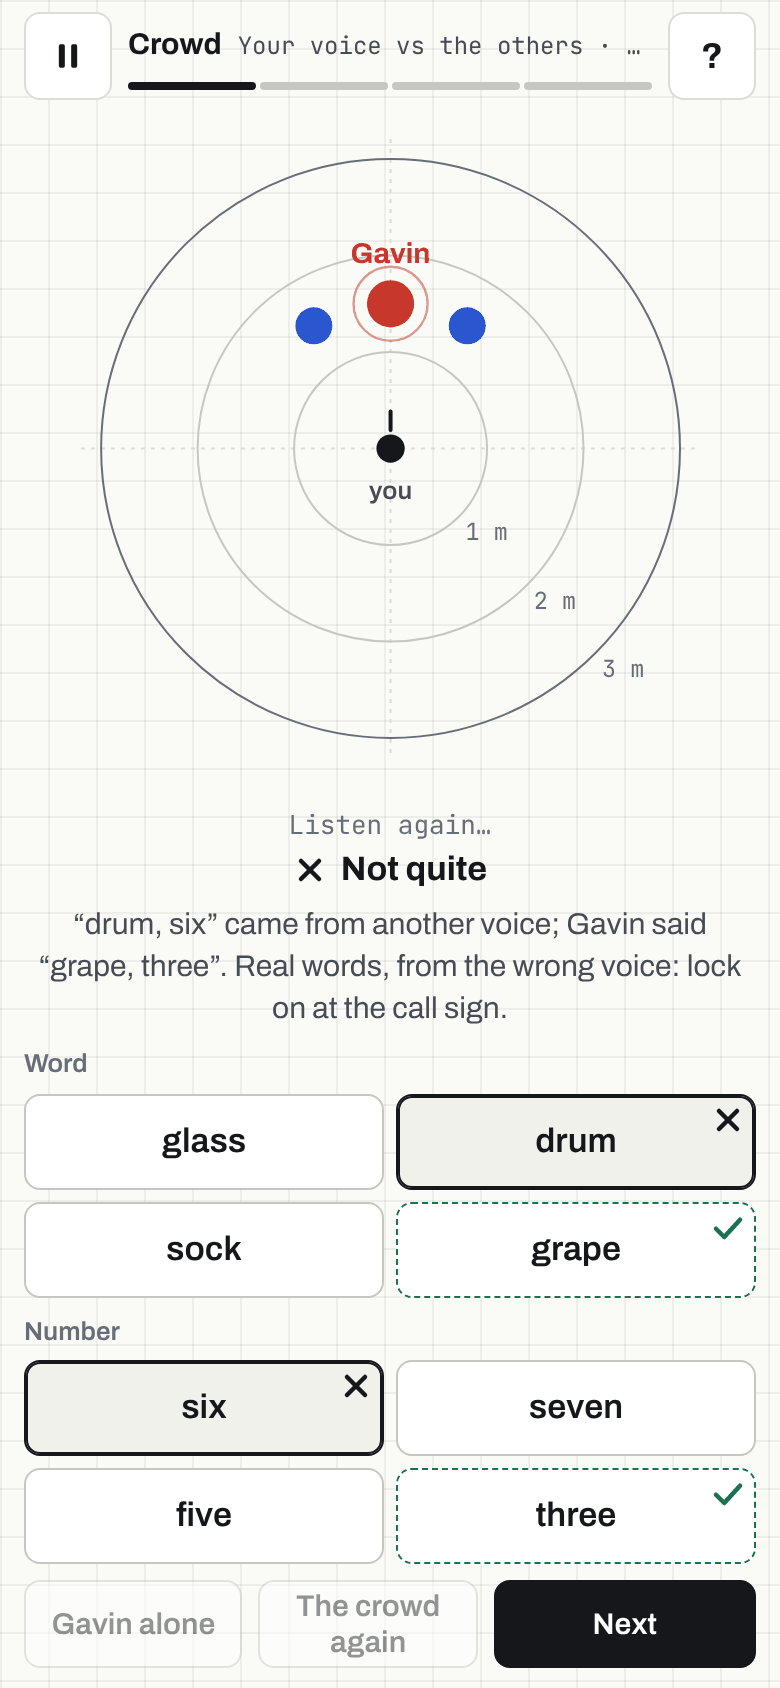 Crowd Your voice vs the others · …
?
Gavin
you
1 m
2 m
3 m
Listen again…
Not quite
“drum, six” came from another voice; Gavin said
“grape, three”. Real words, from the wrong voice: lock
on at the call sign.
Word
glass
drum
sock
grape
Number
six
seven
five
three
Gavin alone
The crowd
again
Next